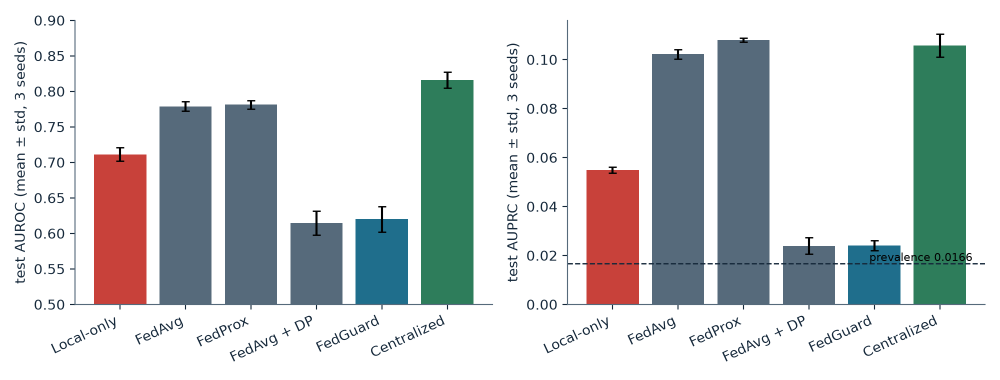 test AUROC (mean ± std, 3 seeds)
0.90
0.85
0.80
0.75
0.70
0.65
0.60
0.55
0.50
Local-only
FedAvg
FedProx
FedAvg + DP
FedGuard
Centralized
test AUPRC (mean ± std, 3 seeds)
0.10
0.08
0.06
0.04
0.02
0.00
prevalence 0.0166
Local-only
FedAvg
FedProx
FedAvg + DP
FedGuard
Centralized